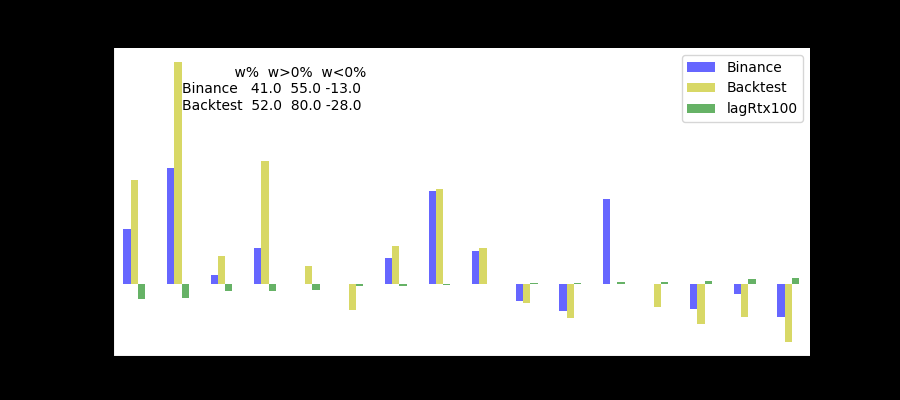 w% w>0% w<0%
Binance 41.0 55.0 -13.0
Backtest 52.0 80.0 -28.0
Binance
Backtest
lagRtx100